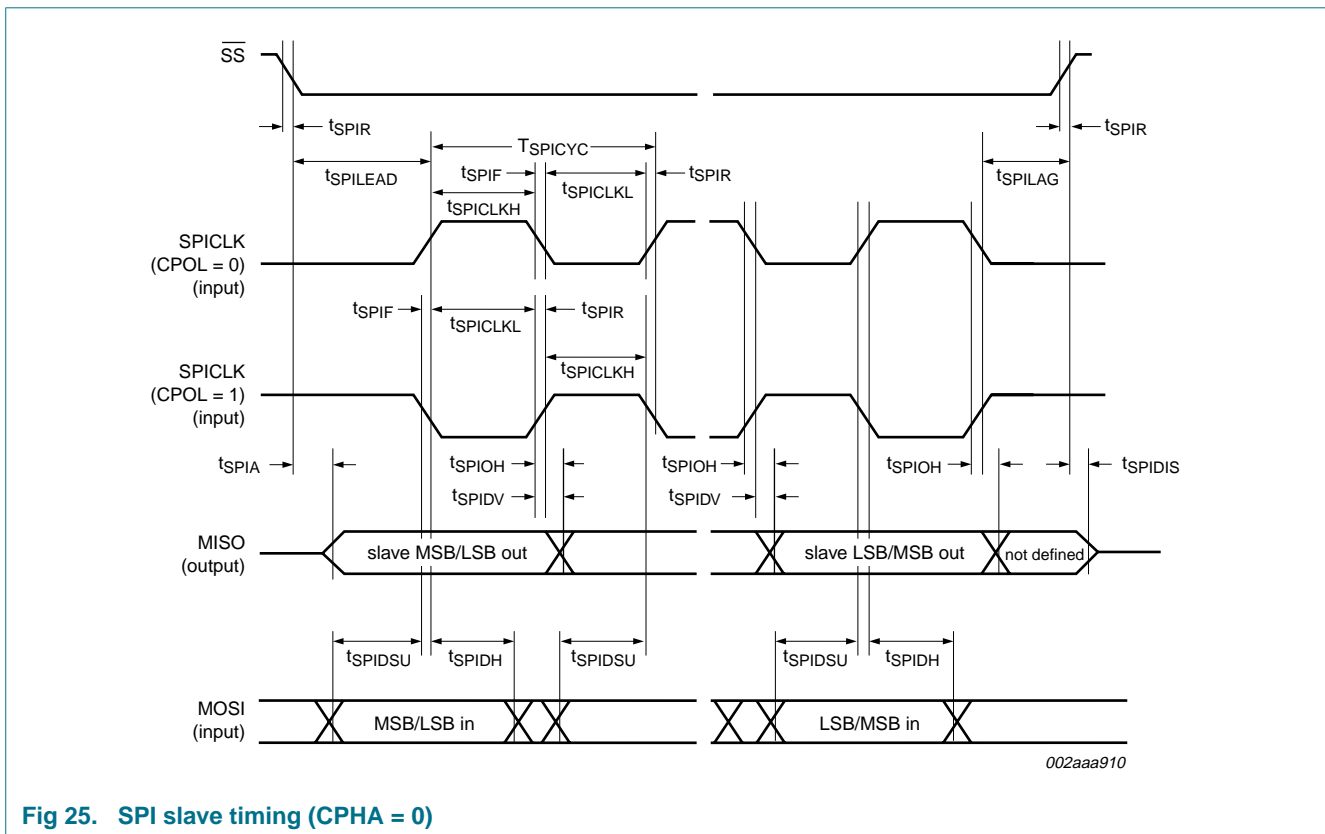 SS
tSPIR
tSPIR
TSPICYC
tSPILEAD
tSPIF
tSPICLKL
tSPIR
tSPILAG
tSPICLKH
SPICLK
(CPOL = 0)
(input)
tSPIF
tSPICLKL
tSPIR
tSPICLKH
SPICLK
(CPOL = 1)
(input)
tSPIA
tSPIOH
tSPIOH
tSPIOH
tSPIDIS
tSPIDV
tSPIDV
MISO
(output)
slave MSB/LSB out
slave LSB/MSB out
not defined
tSPIDSU
tSPIDH
tSPIDSU
tSPIDSU
tSPIDH
MOSI
(input)
MSB/LSB in
LSB/MSB in
002aaa910
Fig 25. SPI slave timing (CPHA = 0)